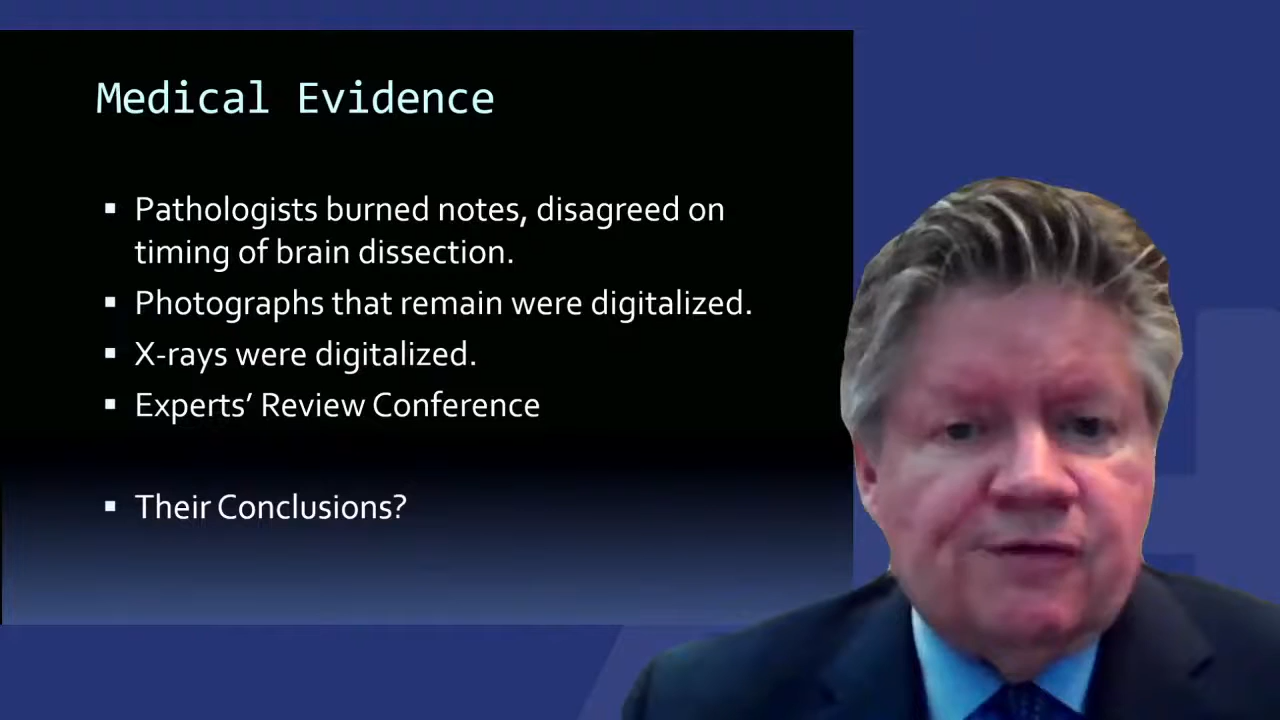 Medical Evidence
▪ Pathologists burned notes, disagreed on
timing of brain dissection.
▪ Photographs that remain were digitalized.
▪ X-rays were digitalized.
▪ Experts’ Review Conference
▪ Their Conclusions?